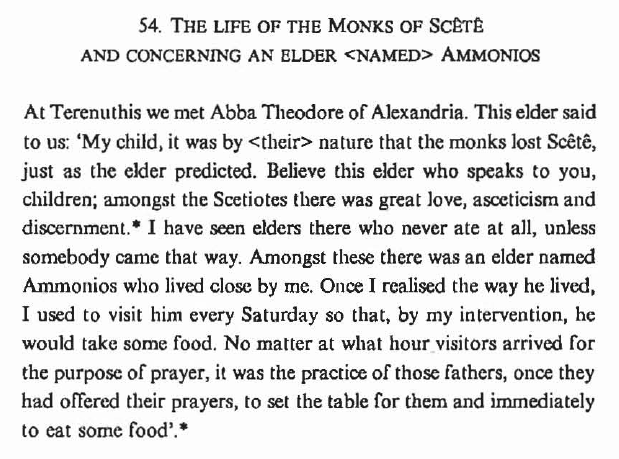 54. THE LIFE OF THE MONKS OF SCÊTÊ
AND CONCERNING AN ELDER <NAMED> AMMONIOS
At Terenuthis we met Abba Theodore of Alexandria. This elder said
to us: ‘My child, it was by <their> nature that the monks lost Scêtê,
just as the elder predicted. Believe this elder who speaks to you,
children; amongst the Scetiotes there was great love, asceticism and
discernment.* I have seen elders there who never ate at all, unless
somebody came that way. Amongst these there was an elder named
Ammonios who lived close by me. Once I realised the way he lived,
I used to visit him every Saturday so that, by my intervention, he
would take some food. No matter at what hour visitors arrived for
the purpose of prayer, it was the practice of those fathers, once they
had offered their prayers, to set the table for them and immediately
to eat some food’.*